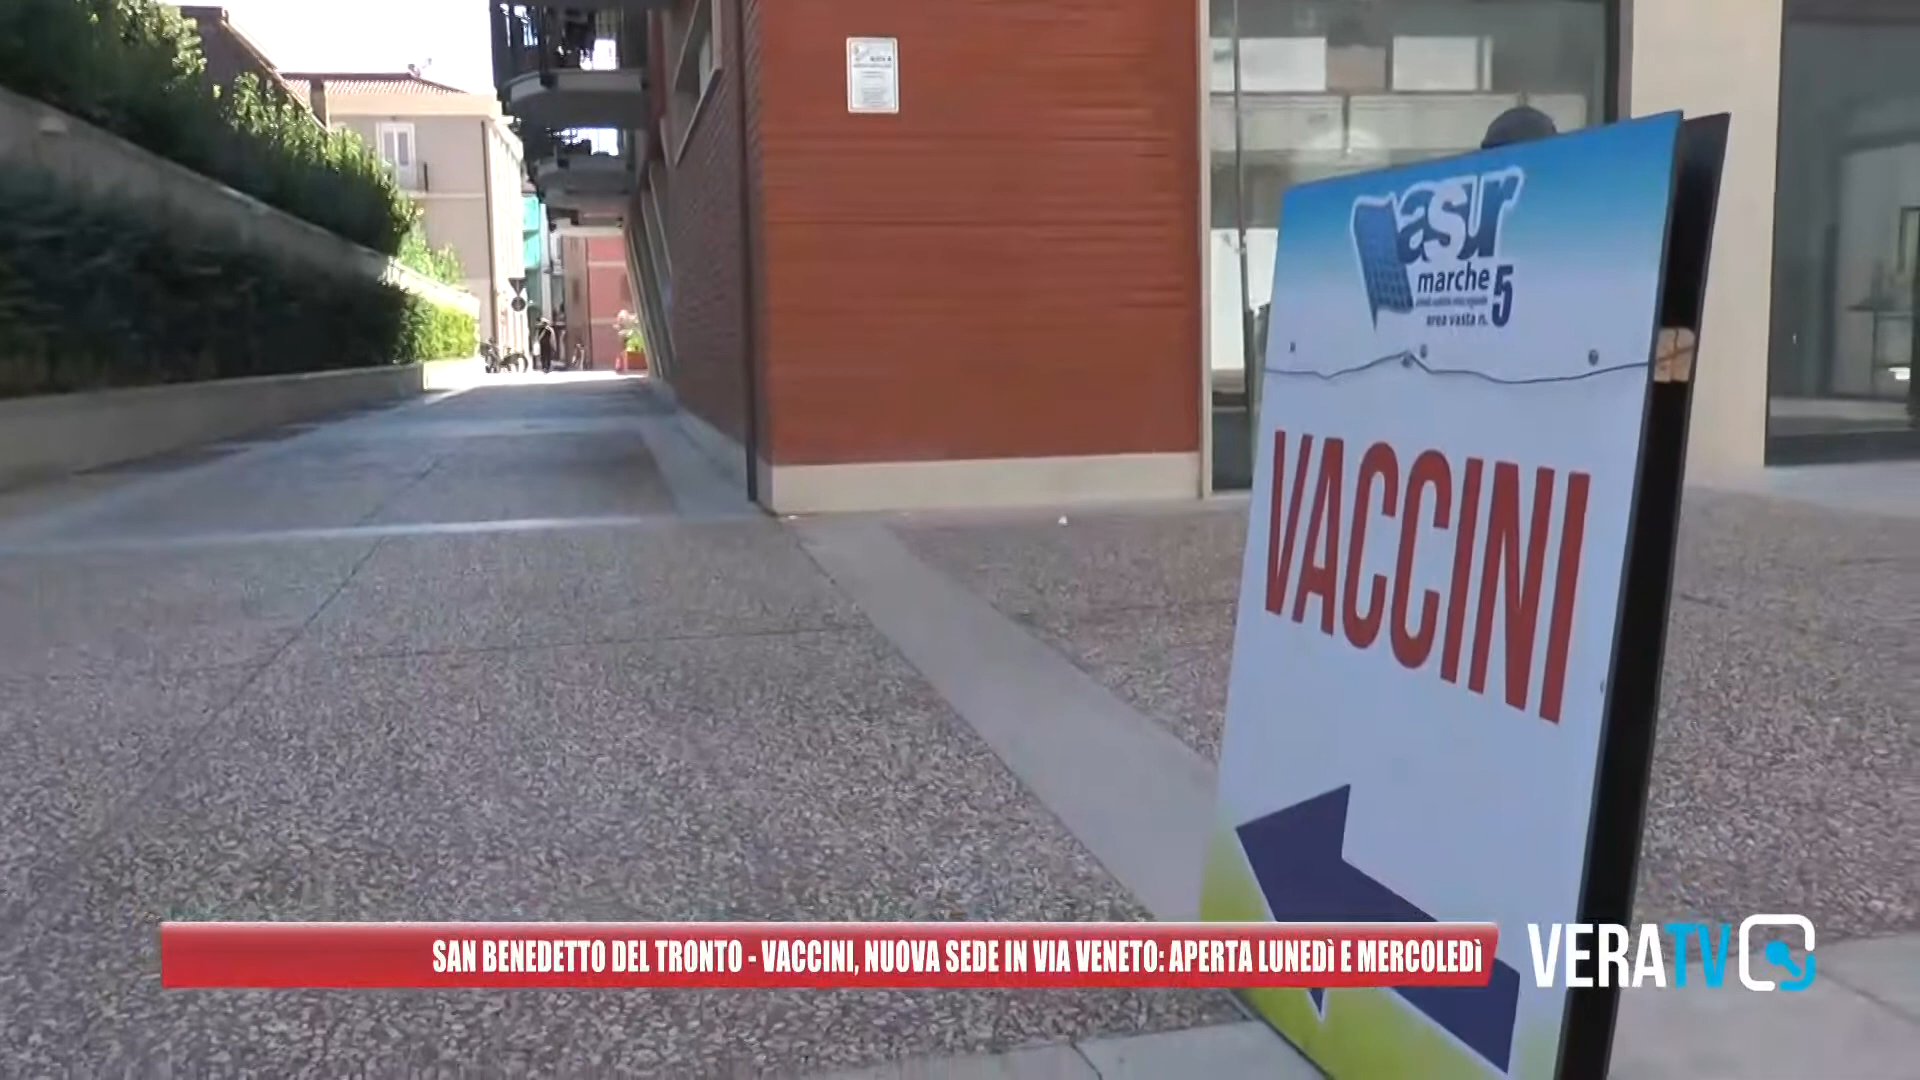 asur
marche
area vasta n. 5
VACCINI
SAN BENEDETTO DEL TRONTO - VACCINI, NUOVA SEDE IN VIA VENETO: APERTA LUNEDì E MERCOLEDì
VERATV